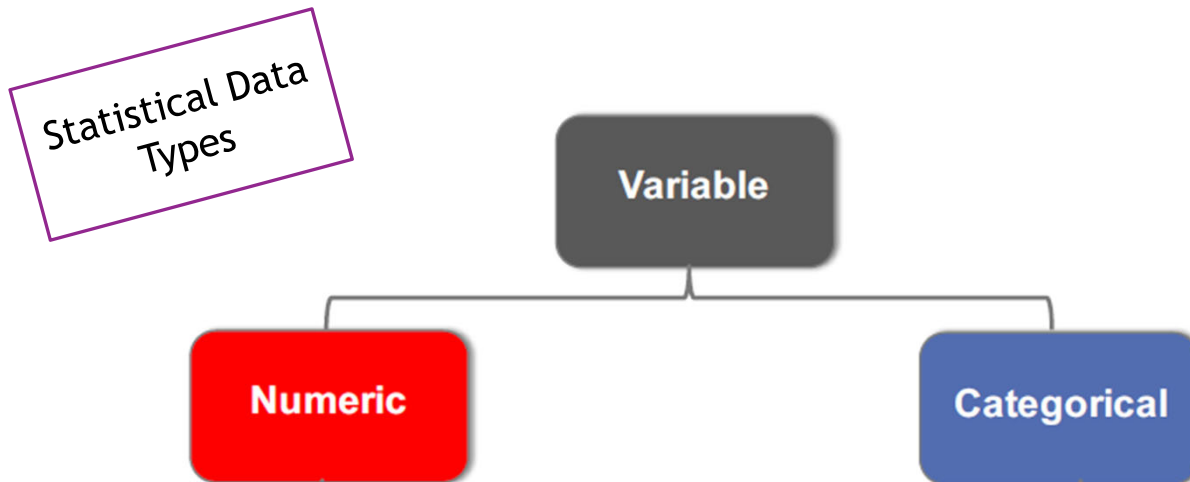 Statistical Data
Types
Variable
Numeric
Categorical